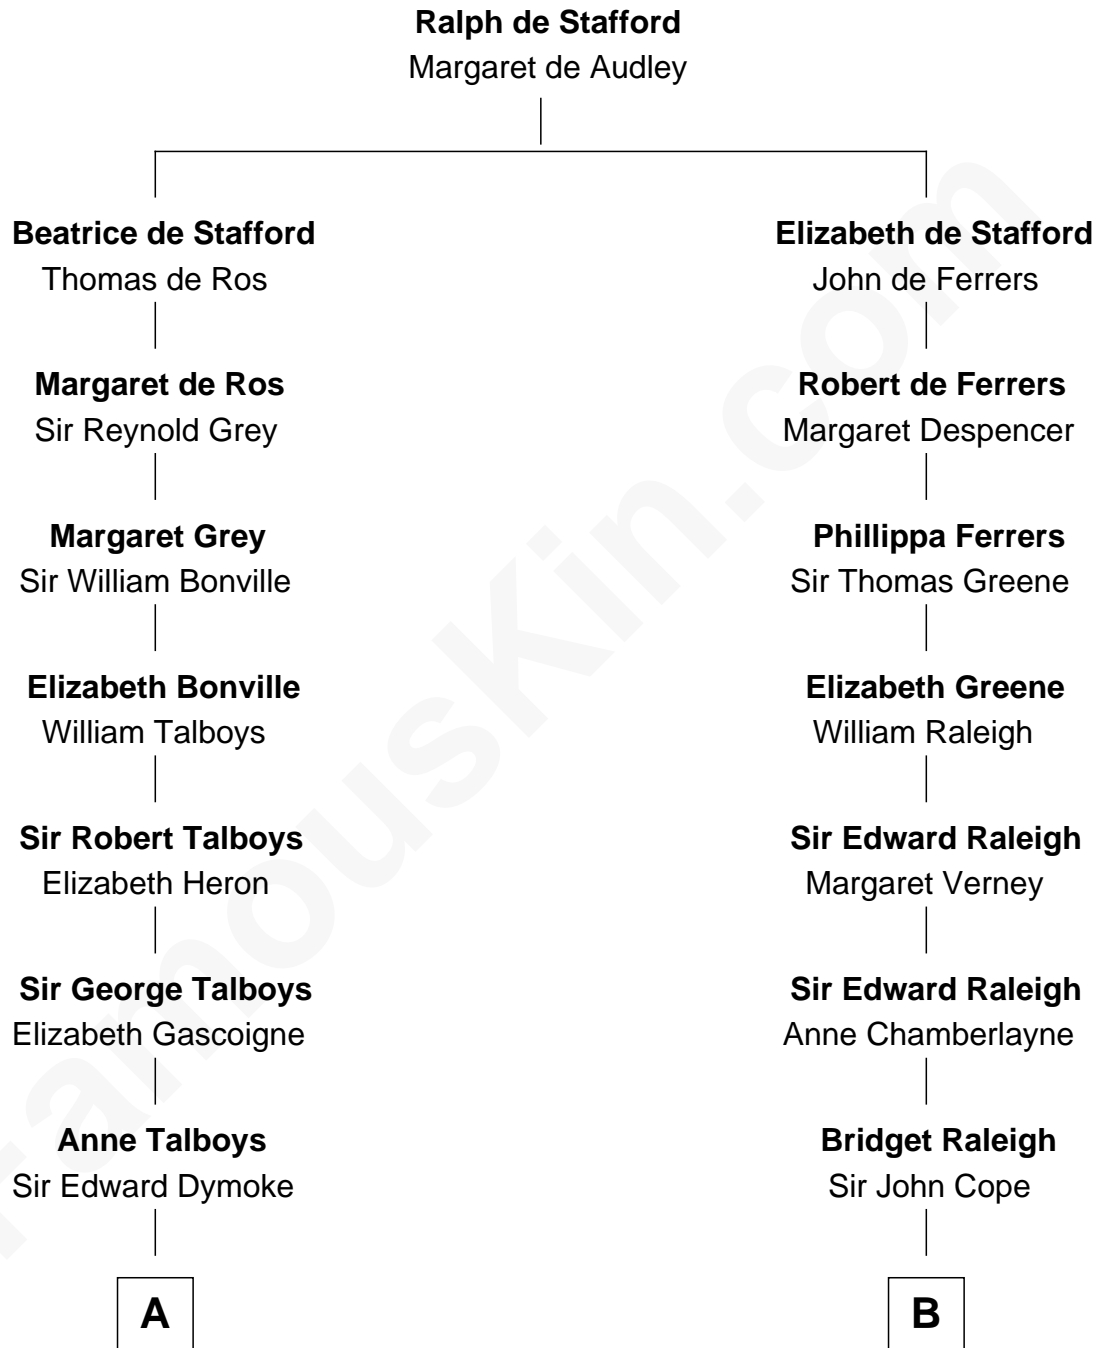 Ralph de Stafford
Margaret de Audley
Beatrice de Stafford
Thomas de Ros
Margaret de Ros
Sir Reynold Grey
Margaret Grey
Sir William Bonville
Elizabeth Bonville
William Talboys
Sir Robert Talboys
Elizabeth Heron
Sir George Talboys
Elizabeth Gascoigne
Anne Talboys
Sir Edward Dymoke
A
Elizabeth de Stafford
John de Ferrers
Robert de Ferrers
Margaret Despencer
Phillippa Ferrers
Sir Thomas Greene
Elizabeth Greene
William Raleigh
Sir Edward Raleigh
Margaret Verney
Sir Edward Raleigh
Anne Chamberlayne
Bridget Raleigh
Sir John Cope
B
FamousKin.com